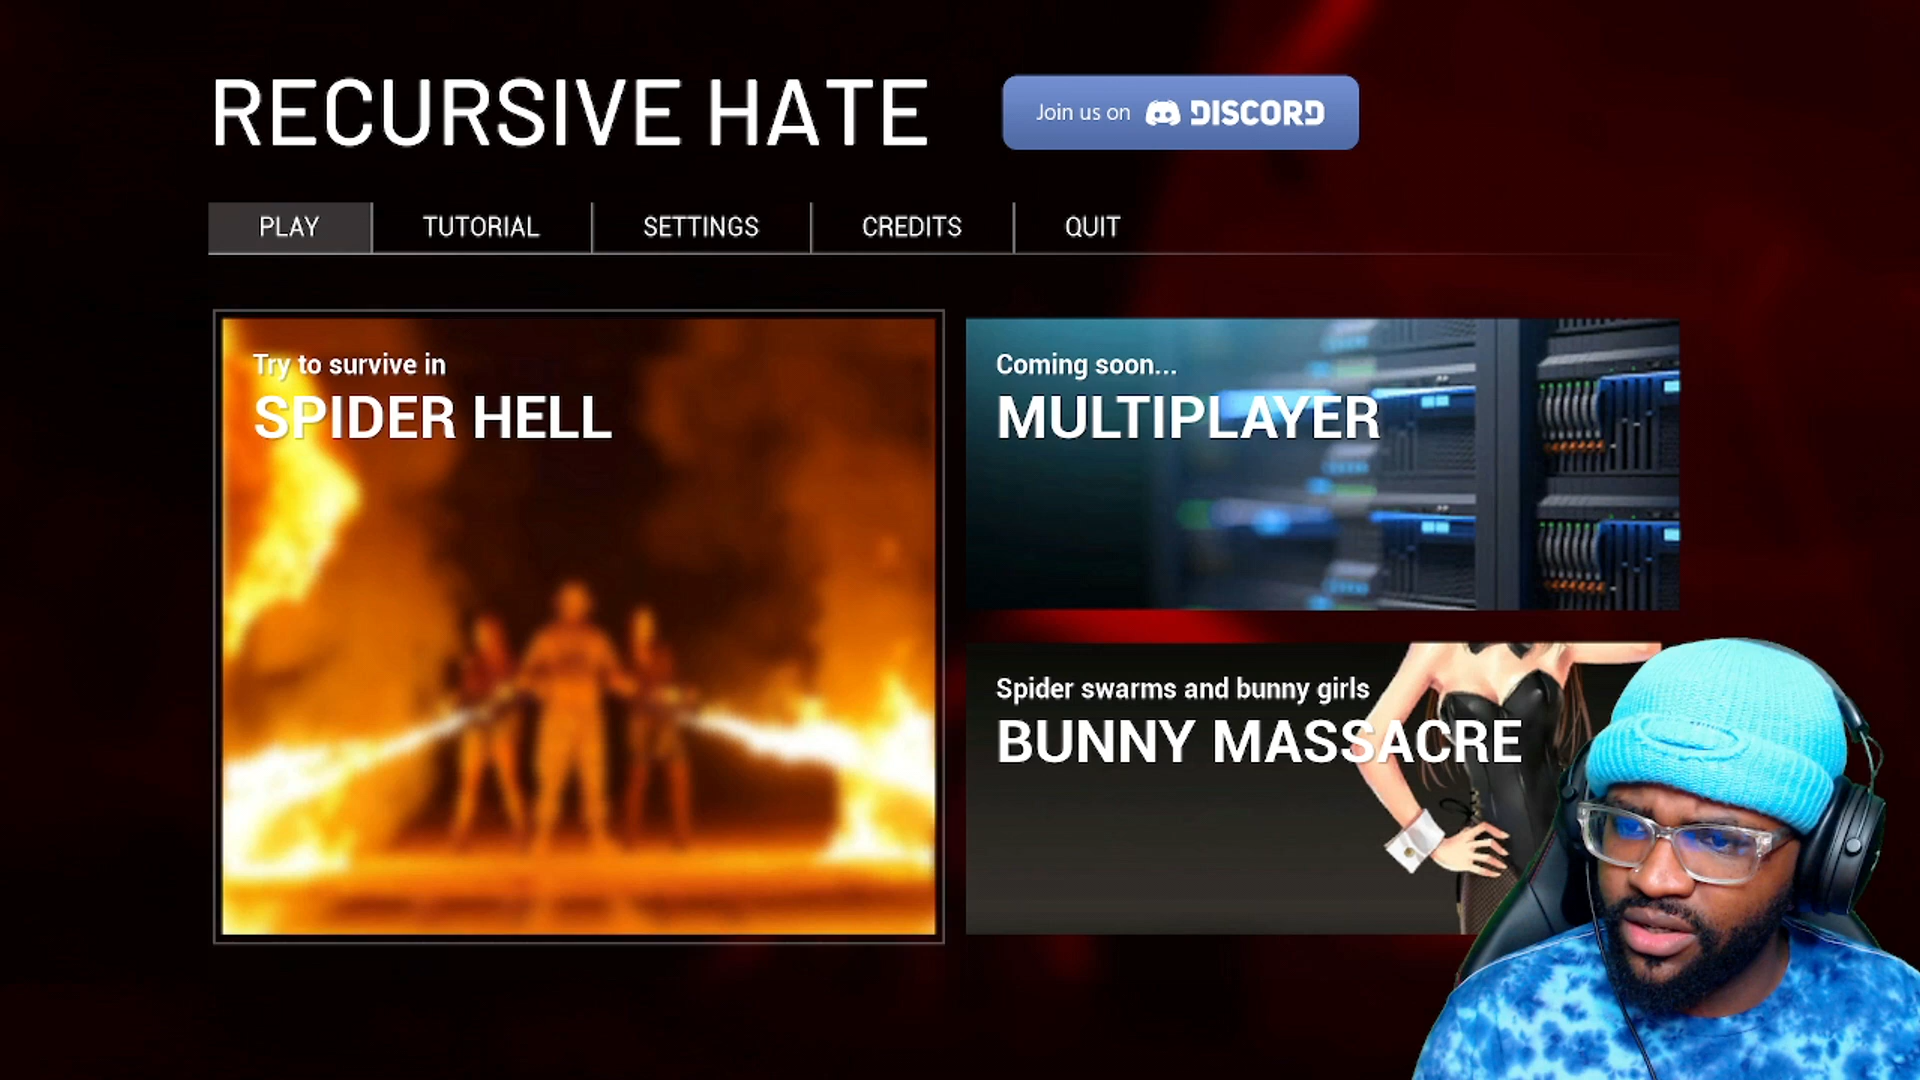 RECURSIVE HATE
Join us on DISCORD
PLAY
TUTORIAL
SETTINGS
CREDITS
QUIT
Try to survive in
SPIDER HELL
Coming soon...
MULTIPLAYER
Spider swarms and bunny girls
BUNNY MASSACRE